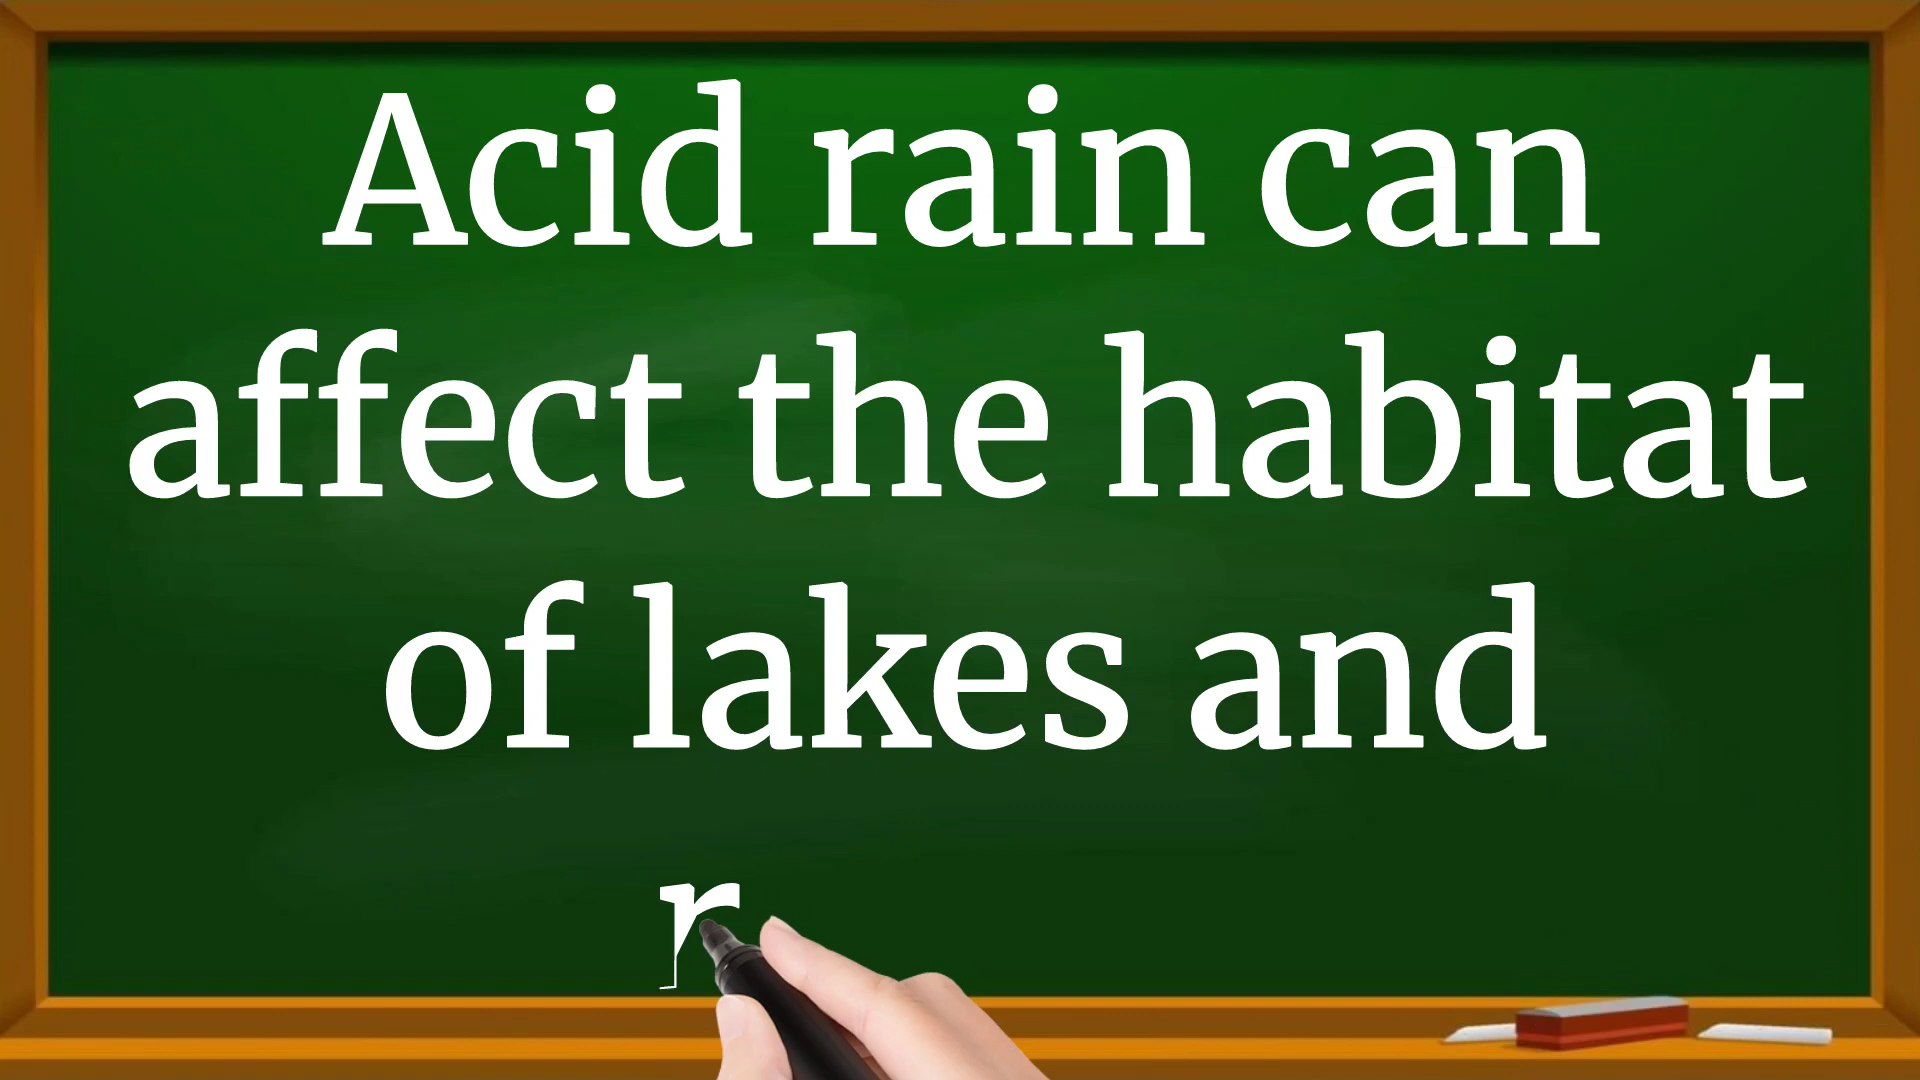 Acid rain can
affect the habitat
of lakes and
r